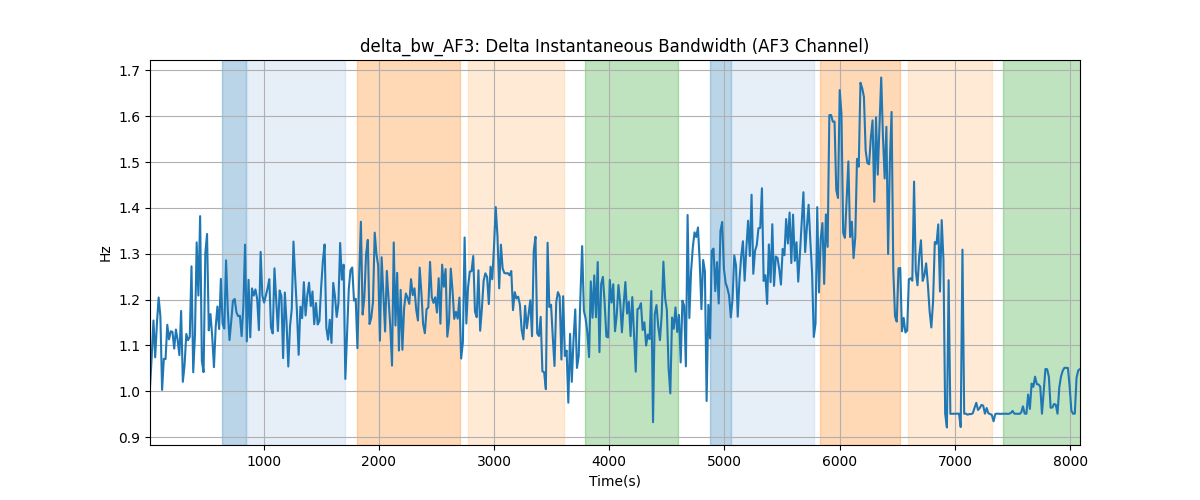 delta_bw_AF3: Delta Instantaneous Bandwidth (AF3 Channel)
1.7
1.6
1.5
1.4
1.3
1.2
1.1
1.0
0.9
Hz
1000 2000 3000 4000 5000 6000 7000 8000
Time(s)